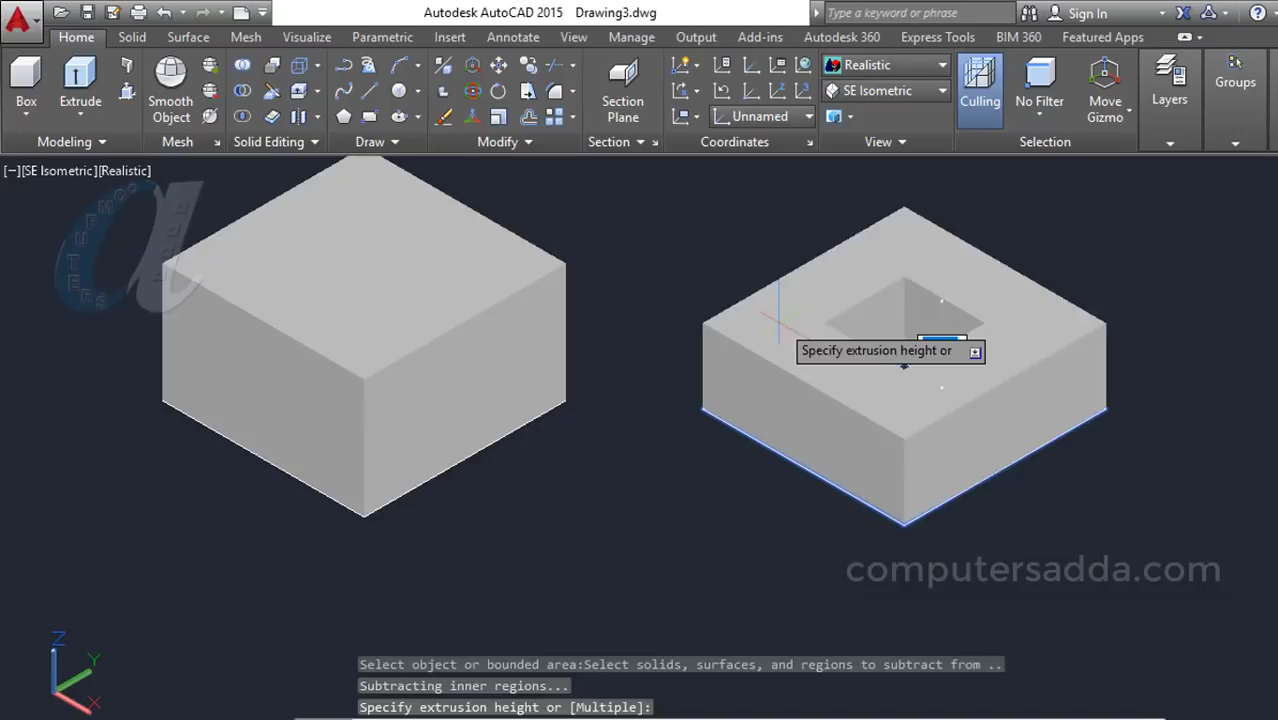 Autodesk AutoCAD 2015 Drawing3.dwg
Type a keyword or phrase
Sign In
Home Solid Surface Mesh Visualize Parametric Insert Annotate View Manage Output Add-ins Autodesk 360 Express Tools BIM 360 Featured Apps
Box
Extrude
Smooth
Object
Section
Plane
Realistic
SE Isometric
Unnamed
Culling
No Filter
Move
Gizmo
Layers
Groups
Modeling Mesh Solid Editing Draw Modify Section Coordinates View Selection
[−][SE Isometric][Realistic]
COMPUTERS
adda
Specify extrusion height or
computersadda.com
Z
Y
X
Select object or bounded area:Select solids, surfaces, and regions to subtract from ..
Subtracting inner regions...
Specify extrusion height or [Multiple]: